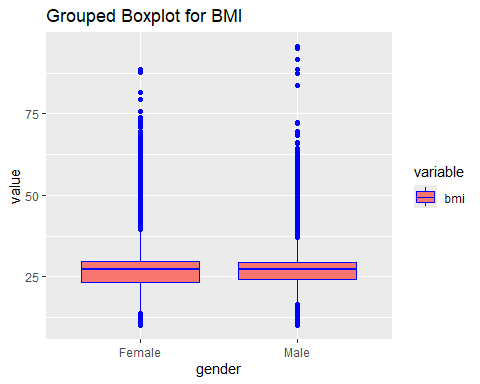 Grouped Boxplot for BMI
value
75
50
25
Female Male
gender
variable
bmi